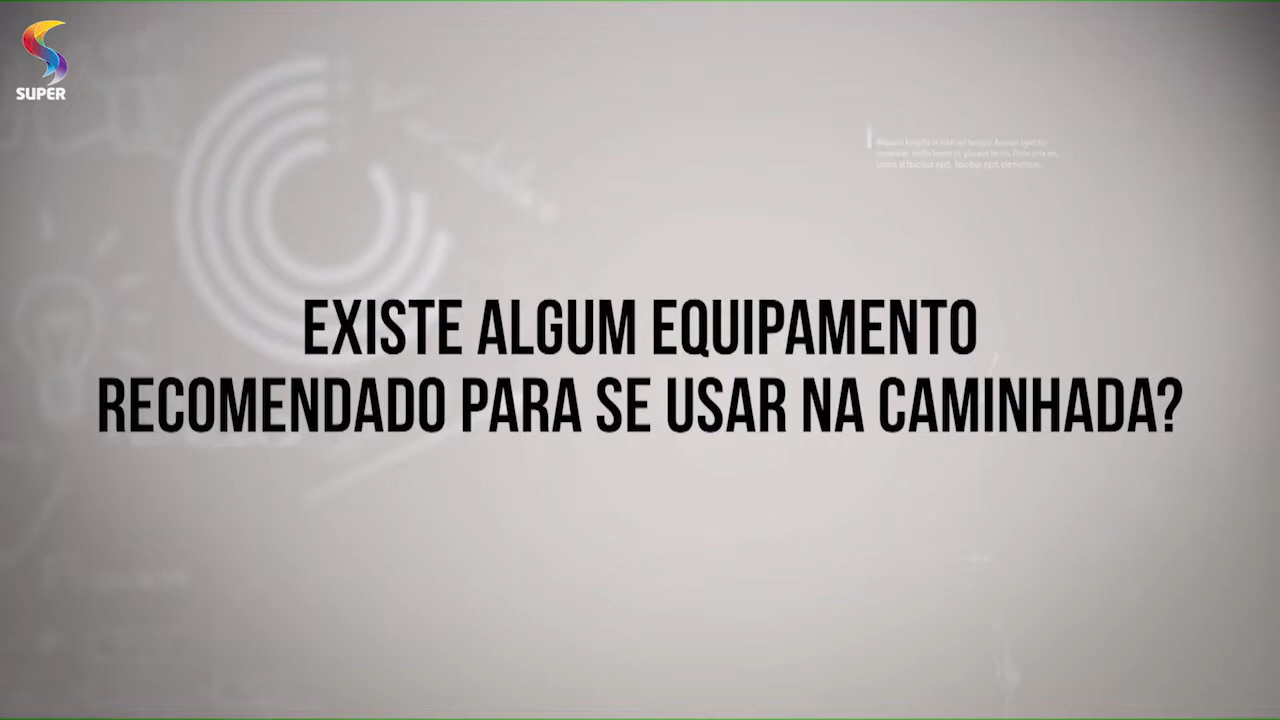 SUPER
EXISTE ALGUM EQUIPAMENTO
RECOMENDADO PARA SE USAR NA CAMINHADA?